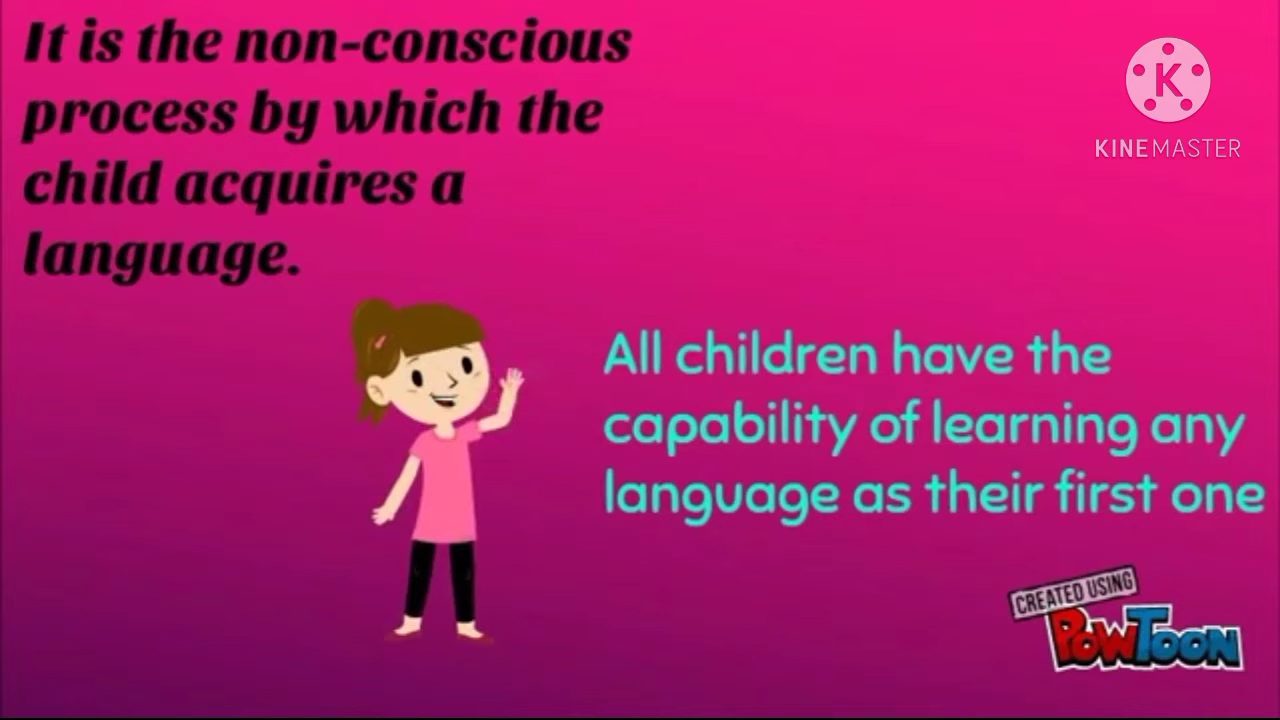 It is the non-conscious
process by which the
child acquires a
language.
K
KINEMASTER
All children have the
capability of learning any
language as their first one
CREATED USING
POWTOON